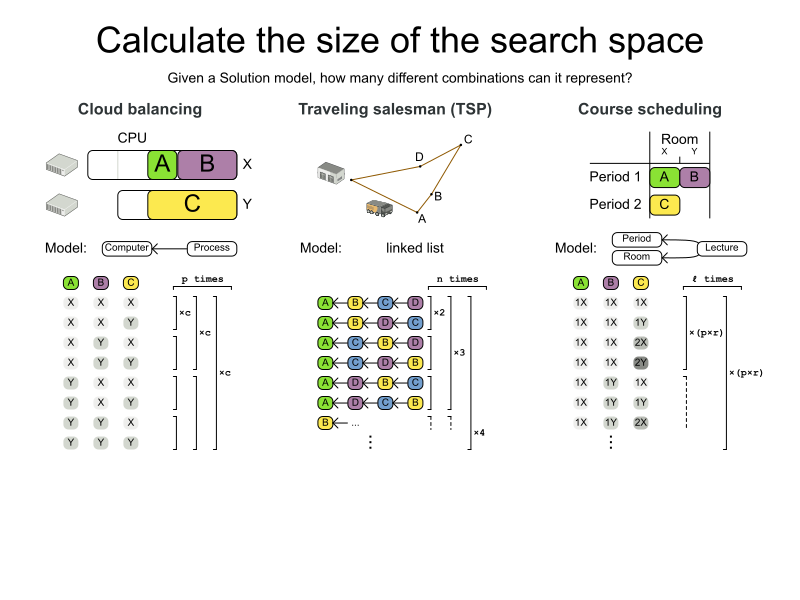 Calculate the size of the search space
Given a Solution model, how many different combinations can it represent?
Cloud balancing
CPU
A B X
C Y
Model: Computer Process
A B C p times
X X X
X X Y
X Y X
X Y Y
Y X X
Y X Y
Y Y X
Y Y Y
×c
×c
×c
Traveling salesman (TSP)
C
D
B
A
Model: linked list
n times
A B C D
A B D C
A C B D
A C D B
A D B C
A D C B
B ...
×2
×3
×4
Course scheduling
Room
X Y
Period 1 A B
Period 2 C
Model: Period Lecture
Room
A B C ℓ times
1X 1X 1X
1X 1X 1Y
1X 1X 2X
1X 1X 2Y
1X 1Y 1X
1X 1Y 1Y
1X 1Y 2X
×(p×r)
×(p×r)